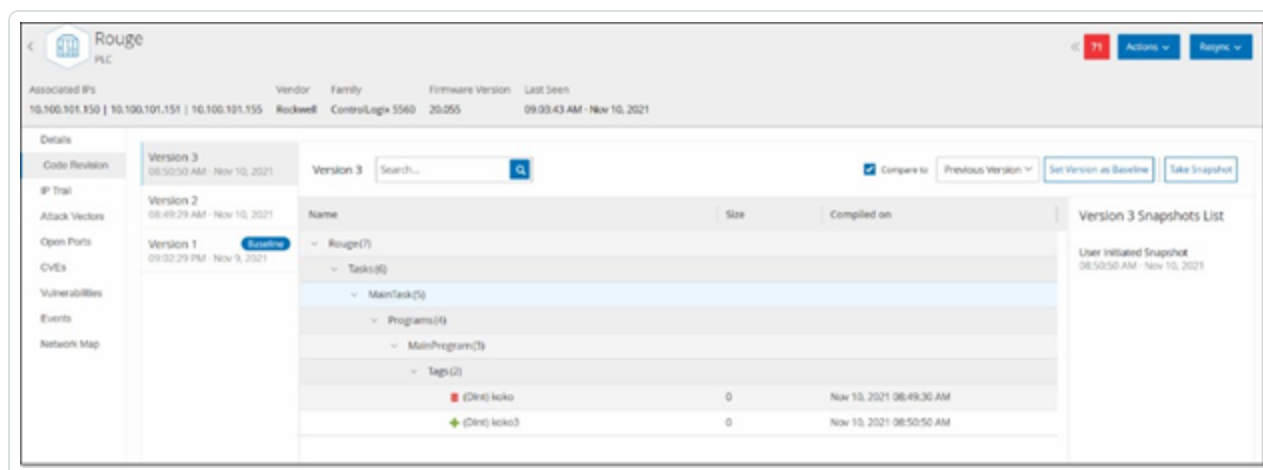 Rouge
PLC
71 Actions Resync
Associated IPs Vendor Family Firmware Version Last Seen
10.100.101.150 | 10.100.101.151 | 10.100.101.155 Rockwell ControlLogix 5560 20.055 09:03:43 AM - Nov 10, 2021
Details
Code Revision
IP Trail
Attack Vectors
Open Ports
CVEs
Vulnerabilities
Events
Network Map
Version 3
08:50:50 AM - Nov 10, 2021
Version 2
08:49:29 AM - Nov 10, 2021
Version 1 Baseline
09:02:29 PM - Nov 9, 2021
Version 3 Search... Compare to Previous Version Set Version as Baseline Take Snapshot
Name Size Compiled on
Rouge(7)
Tasks(6)
MainTask(5)
Programs(4)
MainProgram(3)
Tags(2)
(DInt) koko 0 Nov 10, 2021 08:49:30 AM
(DInt) koko3 0 Nov 10, 2021 08:50:50 AM
Version 3 Snapshots List
User Initiated Snapshot
08:50:50 AM - Nov 10, 2021